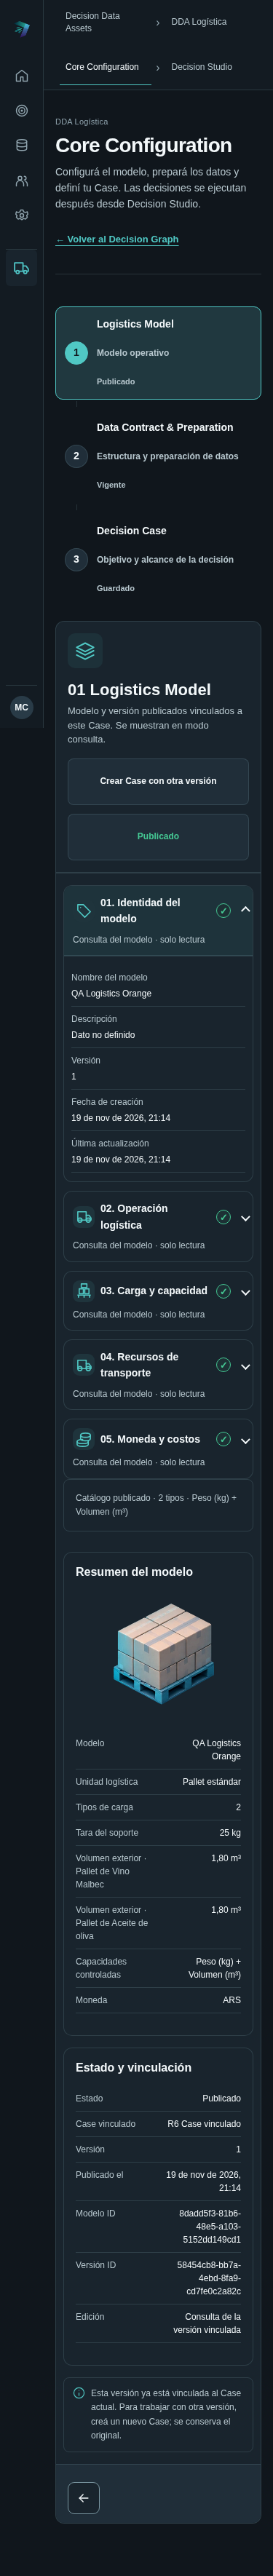 Decision Data
Assets
›
DDA Logística
Core Configuration
›
Decision Studio
MC
DDA Logística
Core Configuration
Configurá el modelo, prepará los datos y
definí tu Case. Las decisiones se ejecutan
después desde Decision Studio.
← Volver al Decision Graph
Logistics Model
1
Modelo operativo
Publicado
Data Contract & Preparation
2
Estructura y preparación de datos
Vigente
Decision Case
3
Objetivo y alcance de la decisión
Guardado
01 Logistics Model
Modelo y versión publicados vinculados a
este Case. Se muestran en modo
consulta.
Crear Case con otra versión
Publicado
01. Identidad del
modelo
Consulta del modelo · solo lectura
Nombre del modelo
QA Logistics Orange
Descripción
Dato no definido
Versión
1
Fecha de creación
19 de nov de 2026, 21:14
Última actualización
19 de nov de 2026, 21:14
02. Operación
logística
Consulta del modelo · solo lectura
03. Carga y capacidad
Consulta del modelo · solo lectura
04. Recursos de
transporte
Consulta del modelo · solo lectura
05. Moneda y costos
Consulta del modelo · solo lectura
Catálogo publicado · 2 tipos · Peso (kg) +
Volumen (m³)
Resumen del modelo
Modelo
QA Logistics
Orange
Unidad logística
Pallet estándar
Tipos de carga
2
Tara del soporte
25 kg
Volumen exterior ·
Pallet de Vino
Malbec
1,80 m³
Volumen exterior ·
Pallet de Aceite de
oliva
1,80 m³
Capacidades
controladas
Peso (kg) +
Volumen (m³)
Moneda
ARS
Estado y vinculación
Estado
Publicado
Case vinculado
R6 Case vinculado
Versión
1
Publicado el
19 de nov de 2026,
21:14
Modelo ID
8dadd5f3-81b6-
48e5-a103-
5152dd149cd1
Versión ID
58454cb8-bb7a-
4ebd-8fa9-
cd7fe0c2a82c
Edición
Consulta de la
versión vinculada
Esta versión ya está vinculada al Case
actual. Para trabajar con otra versión,
creá un nuevo Case; se conserva el
original.
←